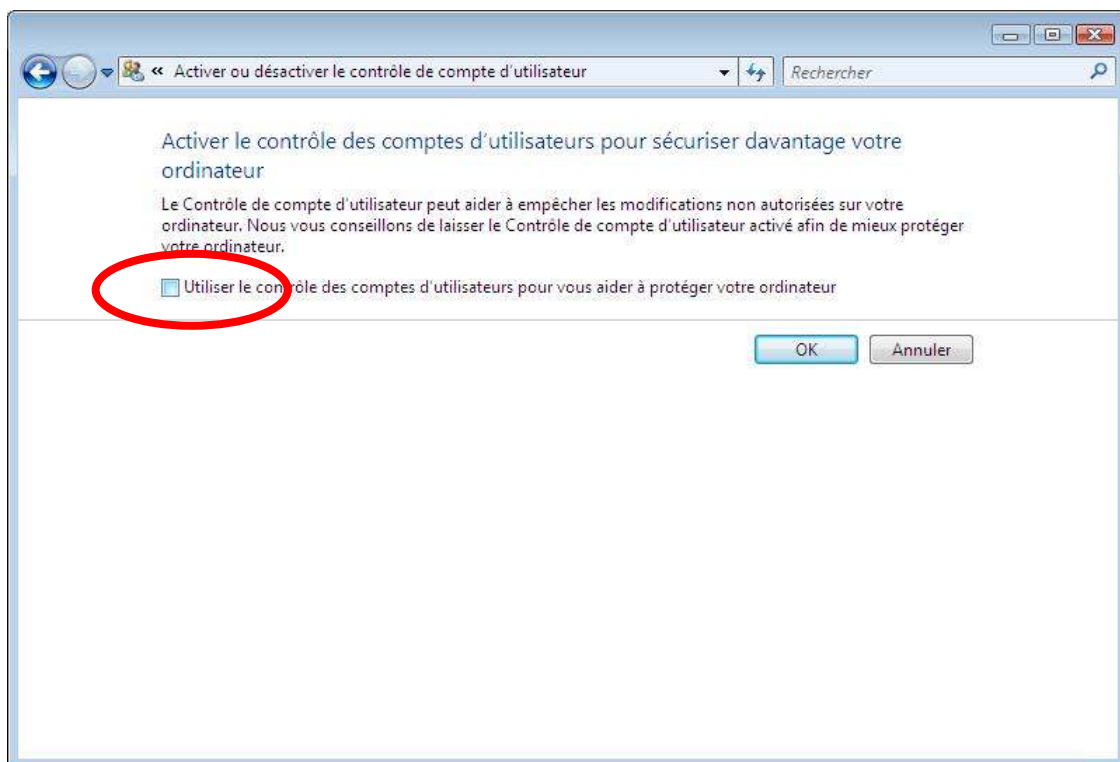 « Activer ou désactiver le contrôle de compte d'utilisateur
Rechercher
Activer le contrôle des comptes d'utilisateurs pour sécuriser davantage votre
ordinateur
Le Contrôle de compte d'utilisateur peut aider à empêcher les modifications non autorisées sur votre
ordinateur. Nous vous conseillons de laisser le Contrôle de compte d'utilisateur activé afin de mieux protéger
votre ordinateur.
Utiliser le contrôle des comptes d'utilisateurs pour vous aider à protéger votre ordinateur
OK
Annuler